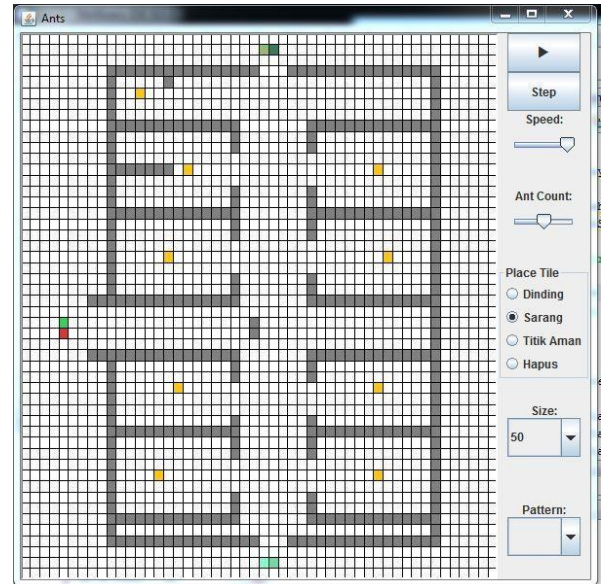 Ants
Step
Speed:
Ant Count:
Place Tile
Dinding
Sarang
Titik Aman
Hapus
Size:
50
Pattern: